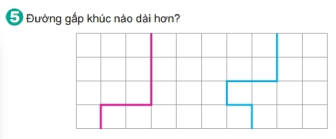 5 Đường gấp khúc nào dài hơn?